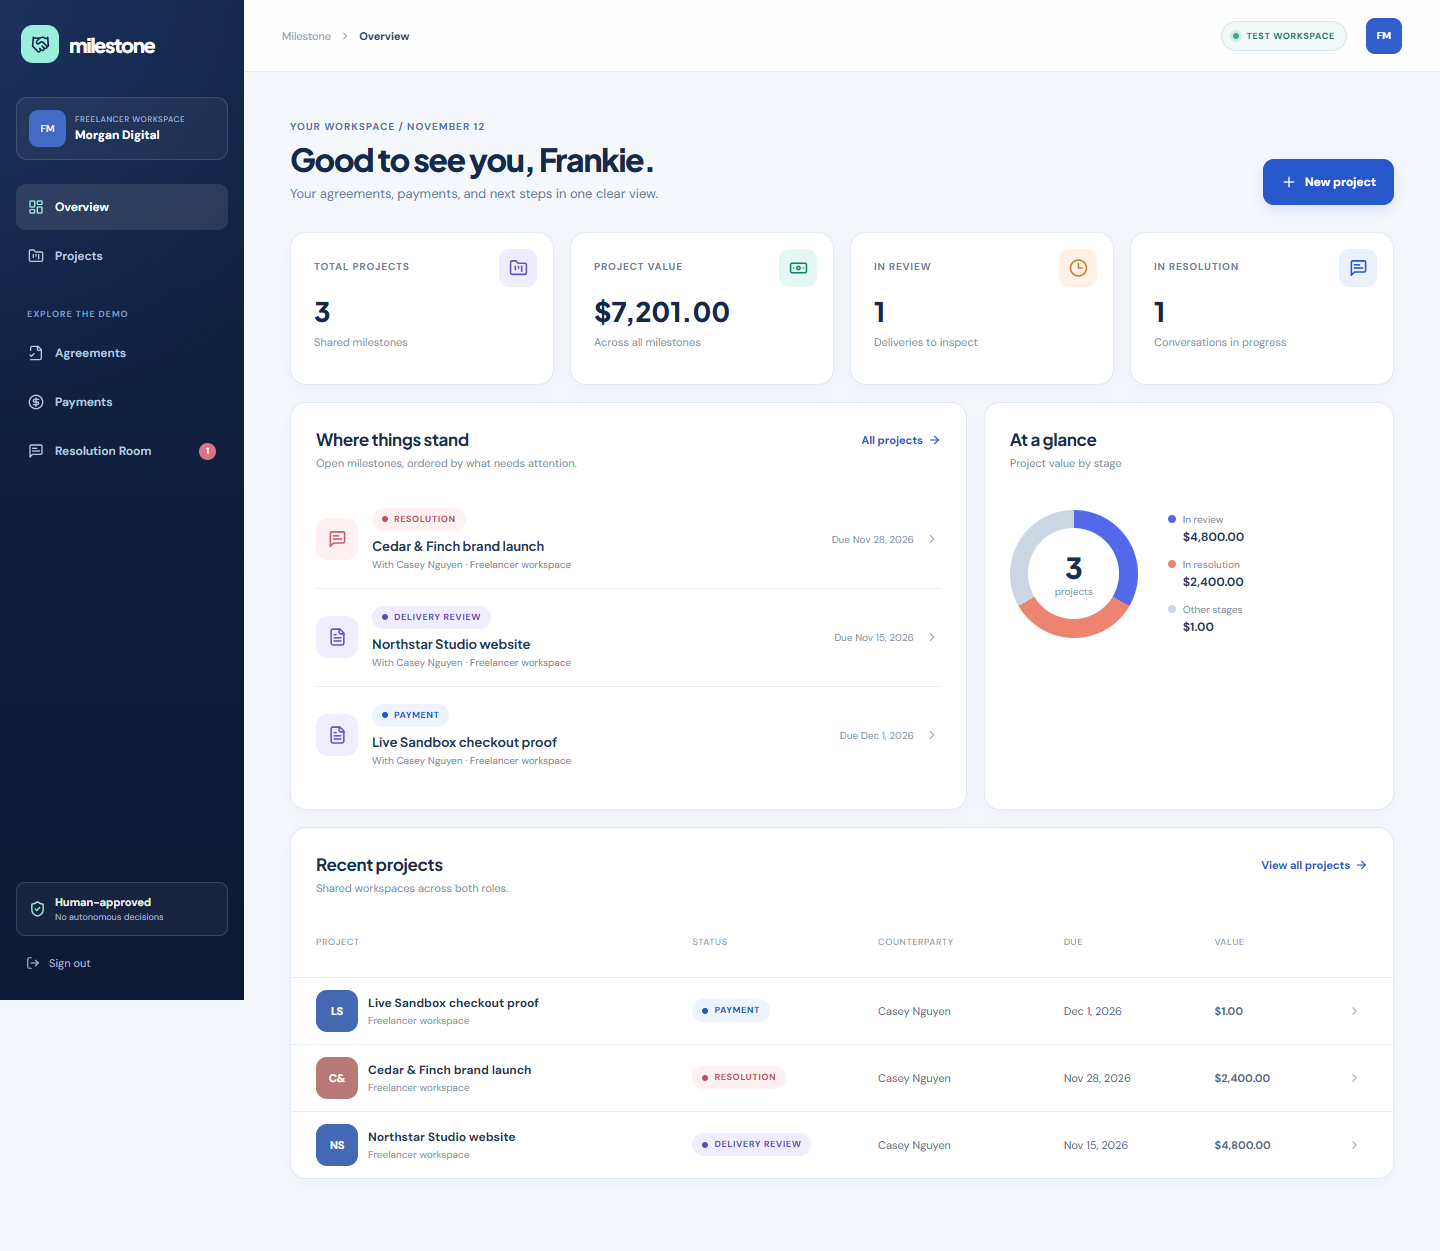 milestone
FM
FREELANCER WORKSPACE
Morgan Digital
Overview
Projects
EXPLORE THE DEMO
Agreements
Payments
Resolution Room
1
Human-approved
No autonomous decisions
Sign out
Milestone
Overview
TEST WORKSPACE
FM
YOUR WORKSPACE / NOVEMBER 12
Good to see you, Frankie.
Your agreements, payments, and next steps in one clear view.
New project
TOTAL PROJECTS
3
Shared milestones
PROJECT VALUE
$7,201.00
Across all milestones
IN REVIEW
1
Deliveries to inspect
IN RESOLUTION
1
Conversations in progress
Where things stand
Open milestones, ordered by what needs attention.
All projects
RESOLUTION
Cedar & Finch brand launch
With Casey Nguyen · Freelancer workspace
Due Nov 28, 2026
DELIVERY REVIEW
Northstar Studio website
With Casey Nguyen · Freelancer workspace
Due Nov 15, 2026
PAYMENT
Live Sandbox checkout proof
With Casey Nguyen · Freelancer workspace
Due Dec 1, 2026
At a glance
Project value by stage
3
projects
In review
$4,800.00
In resolution
$2,400.00
Other stages
$1.00
Recent projects
Shared workspaces across both roles.
View all projects
PROJECT STATUS COUNTERPARTY DUE VALUE
LS
Live Sandbox checkout proof
Freelancer workspace
PAYMENT
Casey Nguyen
Dec 1, 2026
$1.00
C&
Cedar & Finch brand launch
Freelancer workspace
RESOLUTION
Casey Nguyen
Nov 28, 2026
$2,400.00
NS
Northstar Studio website
Freelancer workspace
DELIVERY REVIEW
Casey Nguyen
Nov 15, 2026
$4,800.00